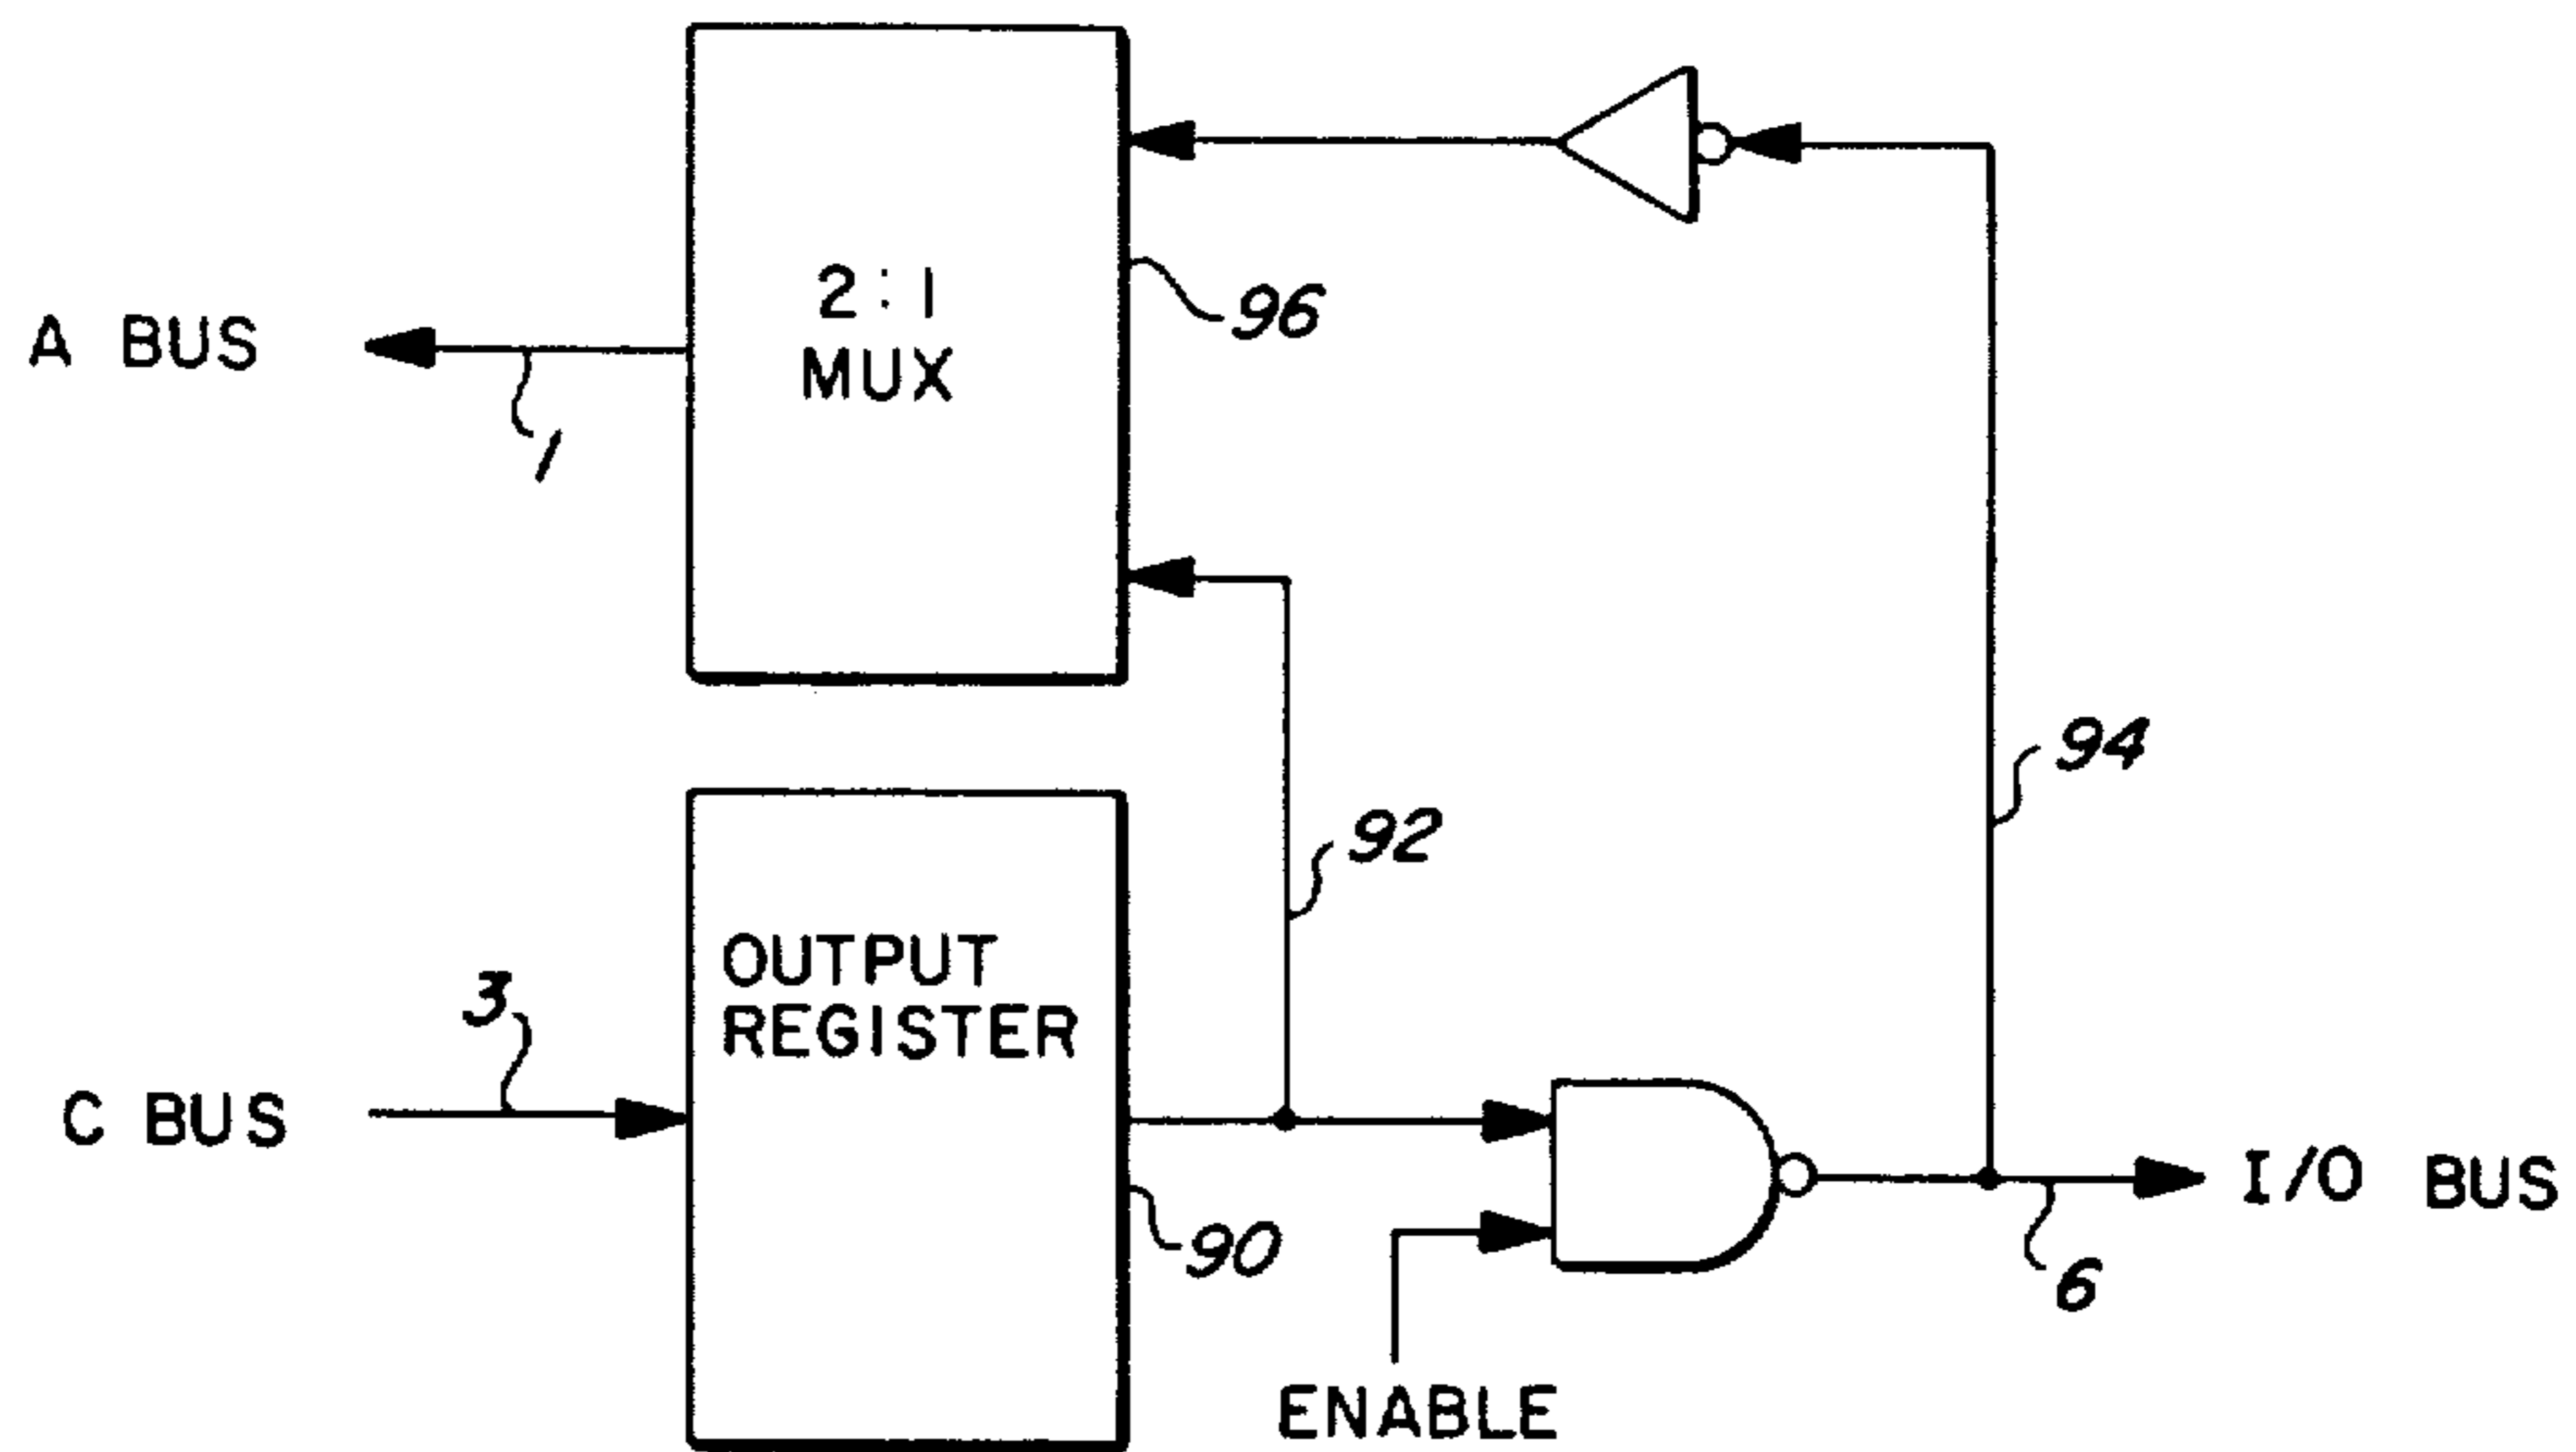 2:1
MUX
96
A BUS
1
94
92
OUTPUT
REGISTER
3
C BUS
I/O BUS
90
6
ENABLE